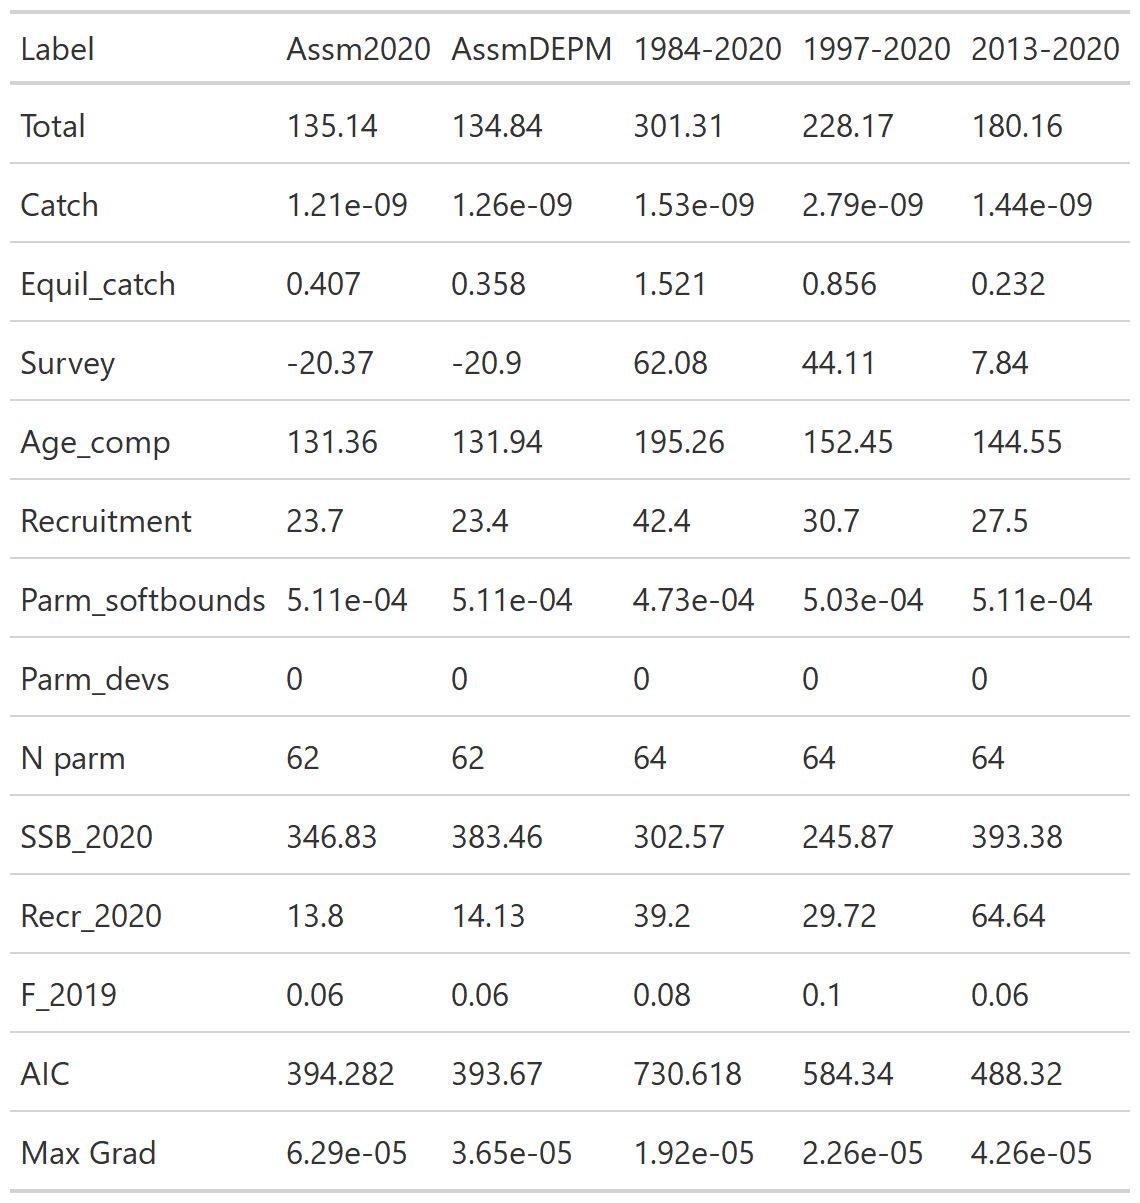 Label Assm2020 AssmDEPM 1984-2020 1997-2020 2013-2020
Total 135.14 134.84 301.31 228.17 180.16
Catch 1.21e-09 1.26e-09 1.53e-09 2.79e-09 1.44e-09
Equil_catch 0.407 0.358 1.521 0.856 0.232
Survey -20.37 -20.9 62.08 44.11 7.84
Age_comp 131.36 131.94 195.26 152.45 144.55
Recruitment 23.7 23.4 42.4 30.7 27.5
Parm_softbounds 5.11e-04 5.11e-04 4.73e-04 5.03e-04 5.11e-04
Parm_devs 0 0 0 0 0
N parm 62 62 64 64 64
SSB_2020 346.83 383.46 302.57 245.87 393.38
Recr_2020 13.8 14.13 39.2 29.72 64.64
F_2019 0.06 0.06 0.08 0.1 0.06
AIC 394.282 393.67 730.618 584.34 488.32
Max Grad 6.29e-05 3.65e-05 1.92e-05 2.26e-05 4.26e-05